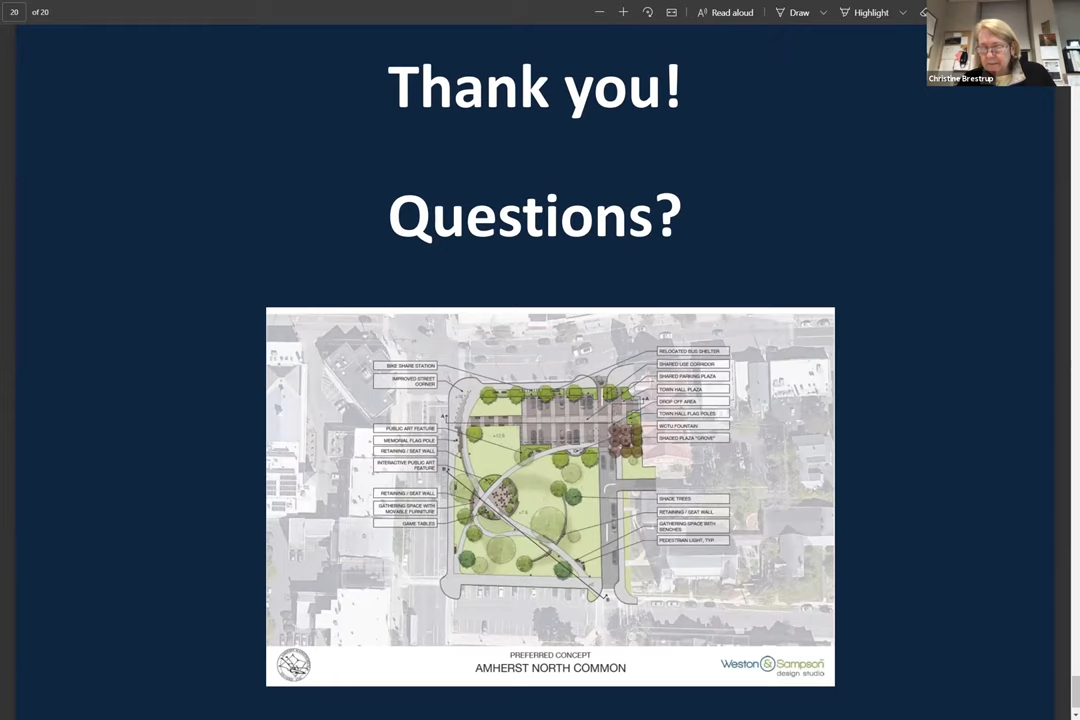 20 of 20
Read aloud
Draw
Highlight
Christine Brestrup
Thank you!
Questions?
BIKE SHARE STATION
IMPROVED STREET
CORNER
PUBLIC ART FEATURE
MEMORIAL FLAG POLE
RETAINING / SEAT WALL
INTERACTIVE PUBLIC ART
FEATURE
RETAINING / SEAT WALL
GATHERING SPACE WITH
MOVABLE FURNITURE
GAME TABLES
RELOCATED BUS SHELTER
SHARED USE CORRIDOR
SHARED PARKING PLAZA
TOWN HALL PLAZA
DROP OFF AREA
TOWN HALL FLAG POLES
WCTU FOUNTAIN
SHADED PLAZA "GROVE"
SHADE TREES
RETAINING / SEAT WALL
GATHERING SPACE WITH
BENCHES
PEDESTRIAN LIGHT, TYP.
PREFERRED CONCEPT
AMHERST NORTH COMMON
Weston & Sampson
design studio